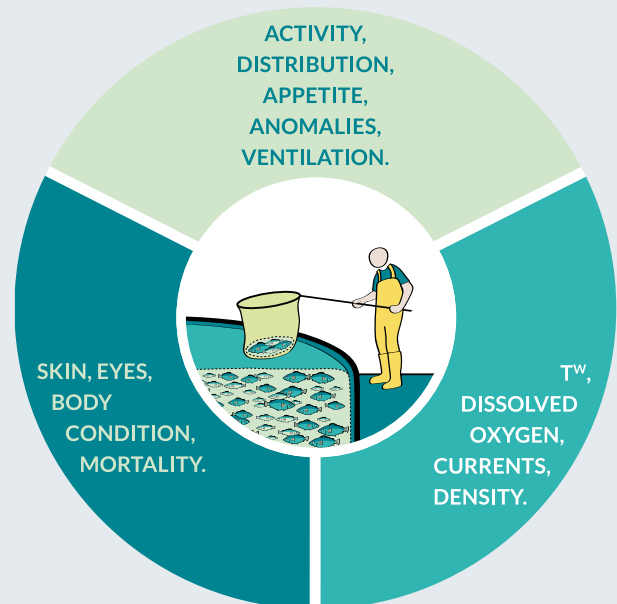 ACTIVITY,
DISTRIBUTION,
APPETITE,
ANOMALIES,
VENTILATION.
SKIN, EYES,
BODY
CONDITION,
MORTALITY.
Tᵂ,
DISSOLVED
OXYGEN,
CURRENTS,
DENSITY.